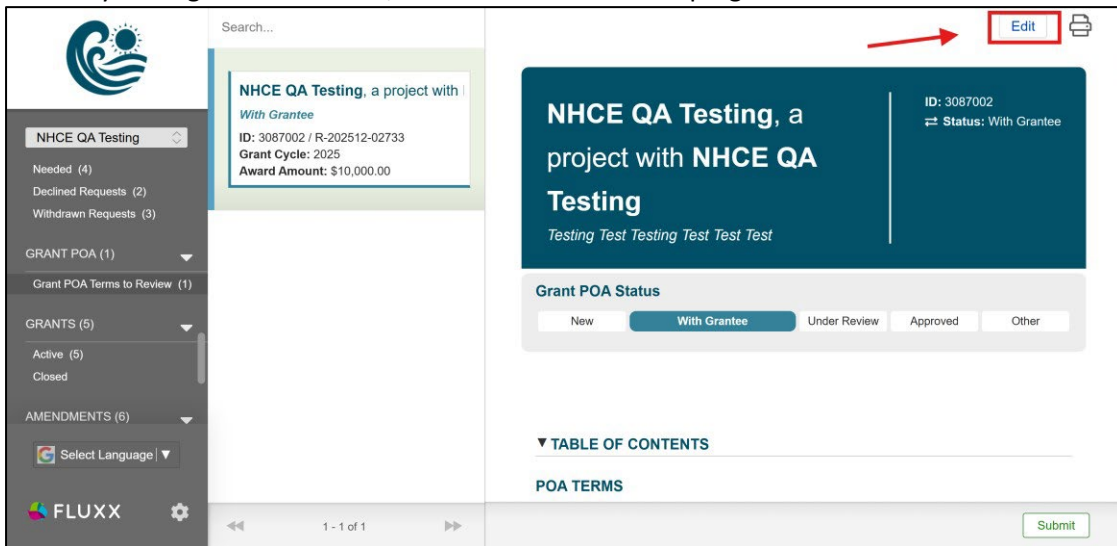 Search...
Edit
NHCE QA Testing
Needed (4)
Declined Requests (2)
Withdrawn Requests (3)
GRANT POA (1)
Grant POA Terms to Review (1)
GRANTS (5)
Active (5)
Closed
AMENDMENTS (6)
Select Language ▼
FLUXX
NHCE QA Testing, a project with
With Grantee
ID: 3087002 / R-202512-02733
Grant Cycle: 2025
Award Amount: $10,000.00
1 - 1 of 1
NHCE QA Testing, a
project with NHCE QA
Testing
Testing Test Testing Test Test Test
ID: 3087002
Status: With Grantee
Grant POA Status
New With Grantee Under Review Approved Other
▼ TABLE OF CONTENTS
POA TERMS
Submit